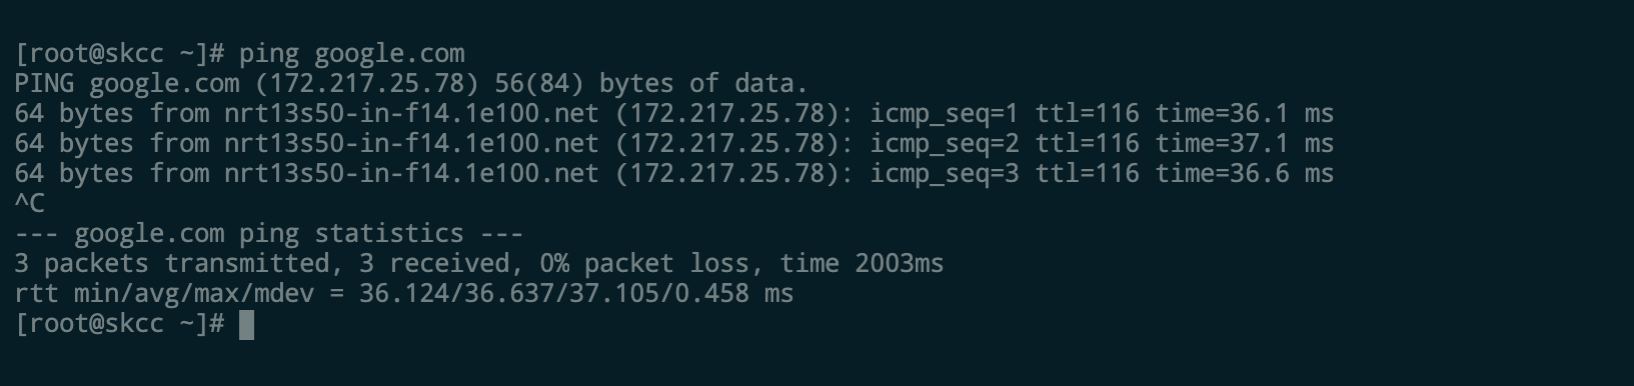 [root@skcc ~]# ping google.com
PING google.com (172.217.25.78) 56(84) bytes of data.
64 bytes from nrt13s50-in-f14.1e100.net (172.217.25.78): icmp_seq=1 ttl=116 time=36.1 ms
64 bytes from nrt13s50-in-f14.1e100.net (172.217.25.78): icmp_seq=2 ttl=116 time=37.1 ms
64 bytes from nrt13s50-in-f14.1e100.net (172.217.25.78): icmp_seq=3 ttl=116 time=36.6 ms
^C
--- google.com ping statistics ---
3 packets transmitted, 3 received, 0% packet loss, time 2003ms
rtt min/avg/max/mdev = 36.124/36.637/37.105/0.458 ms
[root@skcc ~]#